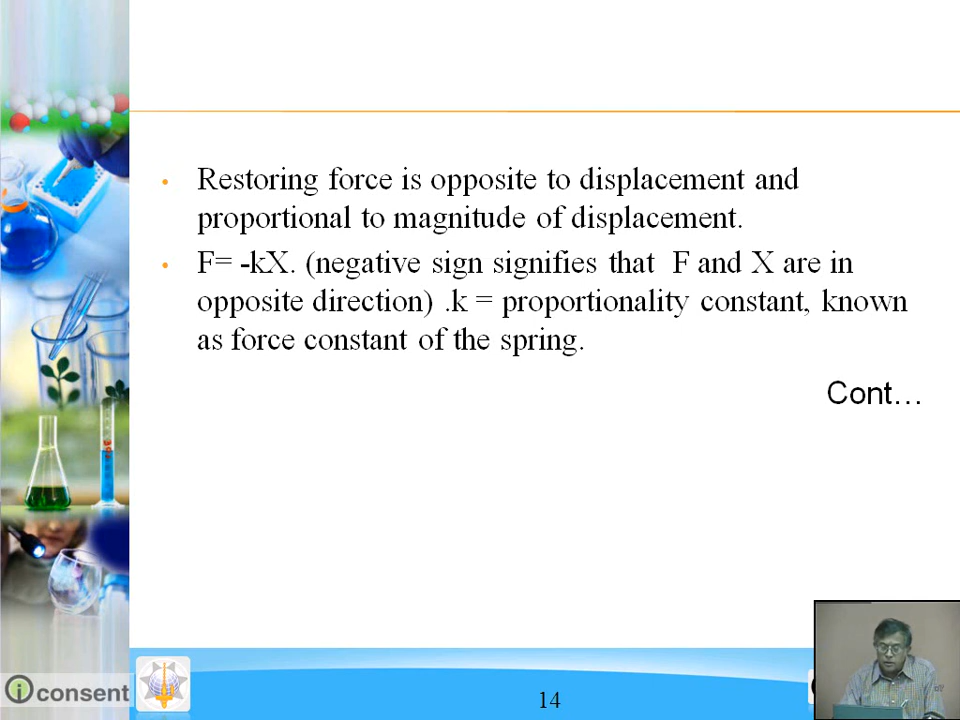 • Restoring force is opposite to displacement and
proportional to magnitude of displacement.
• F= -kX. (negative sign signifies that F and X are in
opposite direction) .k = proportionality constant, known
as force constant of the spring.
Cont…
iconsent
14